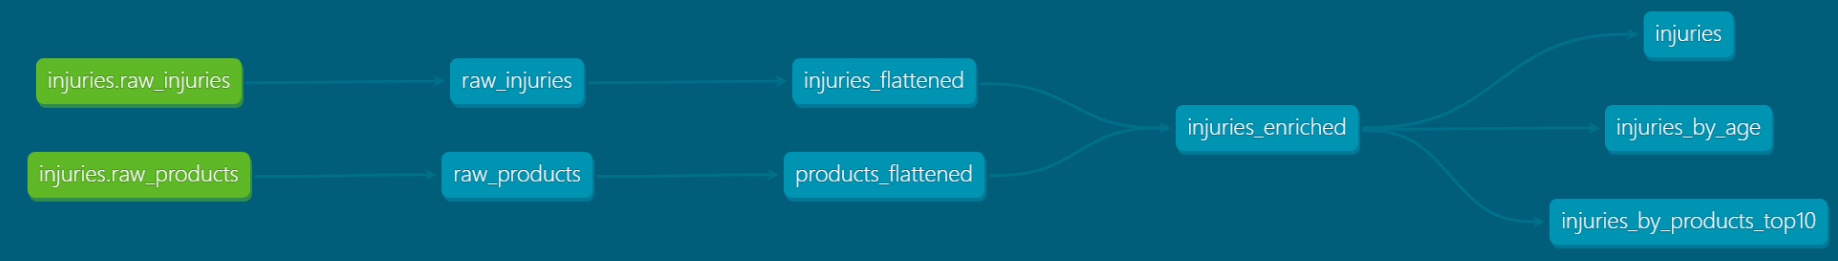 injuries.raw_injuries
raw_injuries
injuries_flattened
injuries.raw_products
raw_products
products_flattened
injuries_enriched
injuries
injuries_by_age
injuries_by_products_top10